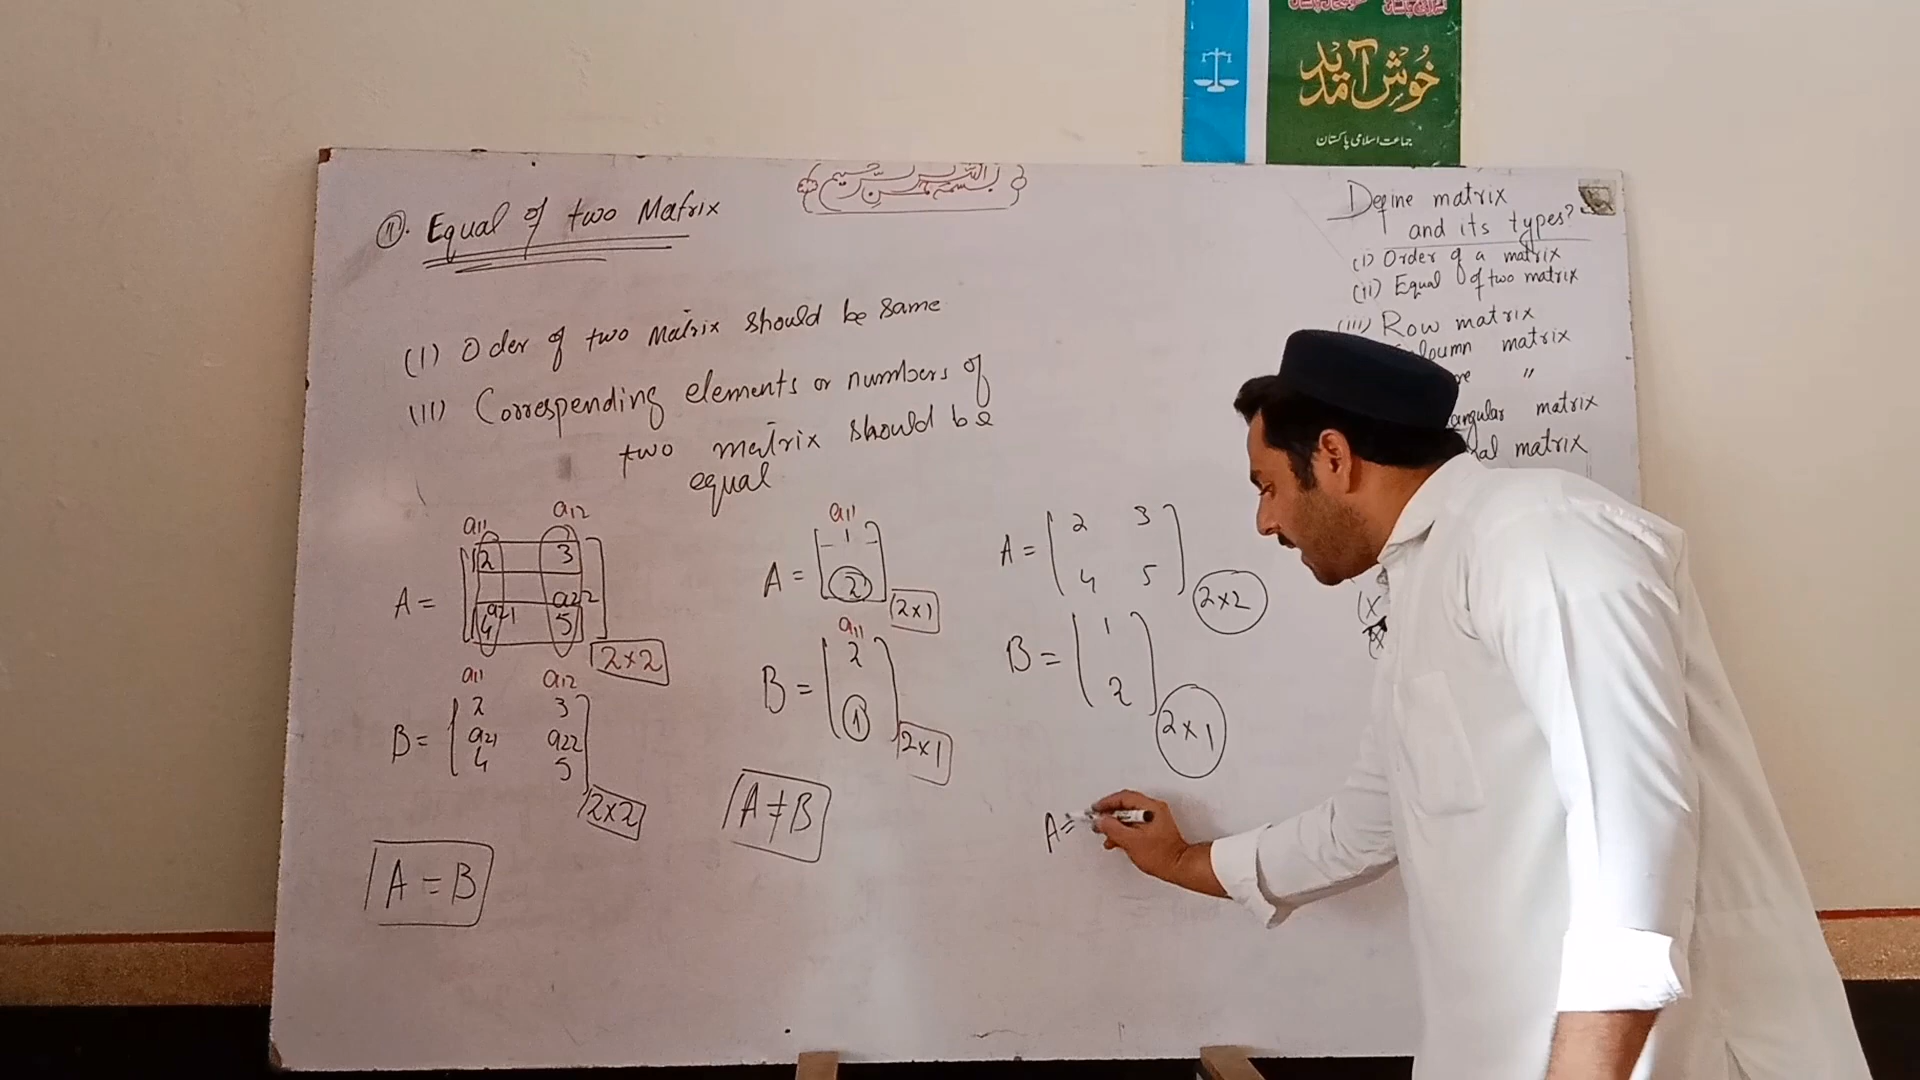 خوش آمدید
جماعت اسلامی پاکستان
(II). Equal of two Matrix
(I) Oder of two Matrix should be same
(II) Correspending elements or numbers of
two matrix should be
equal
a11 a12
A = [ 2 3
a21 a22
4 5 ] 2×2
a11 a12
B = [ 2 3
a21 a22
4 5 ] 2×2
A = B
a11
A = [ 1
2 ] 2×1
a11
B = [ 2
1 ] 2×1
A ≠ B
A = [ 2 3
4 5 ] 2×2
B = [ 1
2 ] 2×1
A =
Define matrix
and its types?
(I) Order of a matrix
(II) Equal of two matrix
(III) Row matrix
matrix
"
matrix
matrix